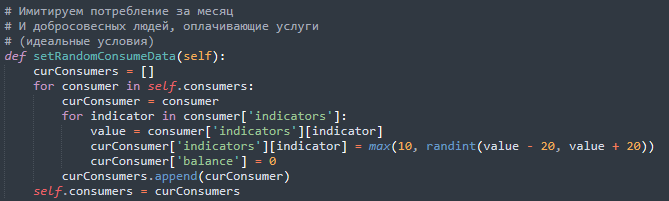 # Имитируем потребление за месяц
# И добросовесных людей, оплачивающие услуги
# (идеальные условия)
def setRandomConsumeData(self):
    curConsumers = []
    for consumer in self.consumers:
        curConsumer = consumer
        for indicator in consumer['indicators']:
            value = consumer['indicators'][indicator]
            curConsumer['indicators'][indicator] = max(10, randint(value - 20, value + 20))
            curConsumer['balance'] = 0
        curConsumers.append(curConsumer)
    self.consumers = curConsumers